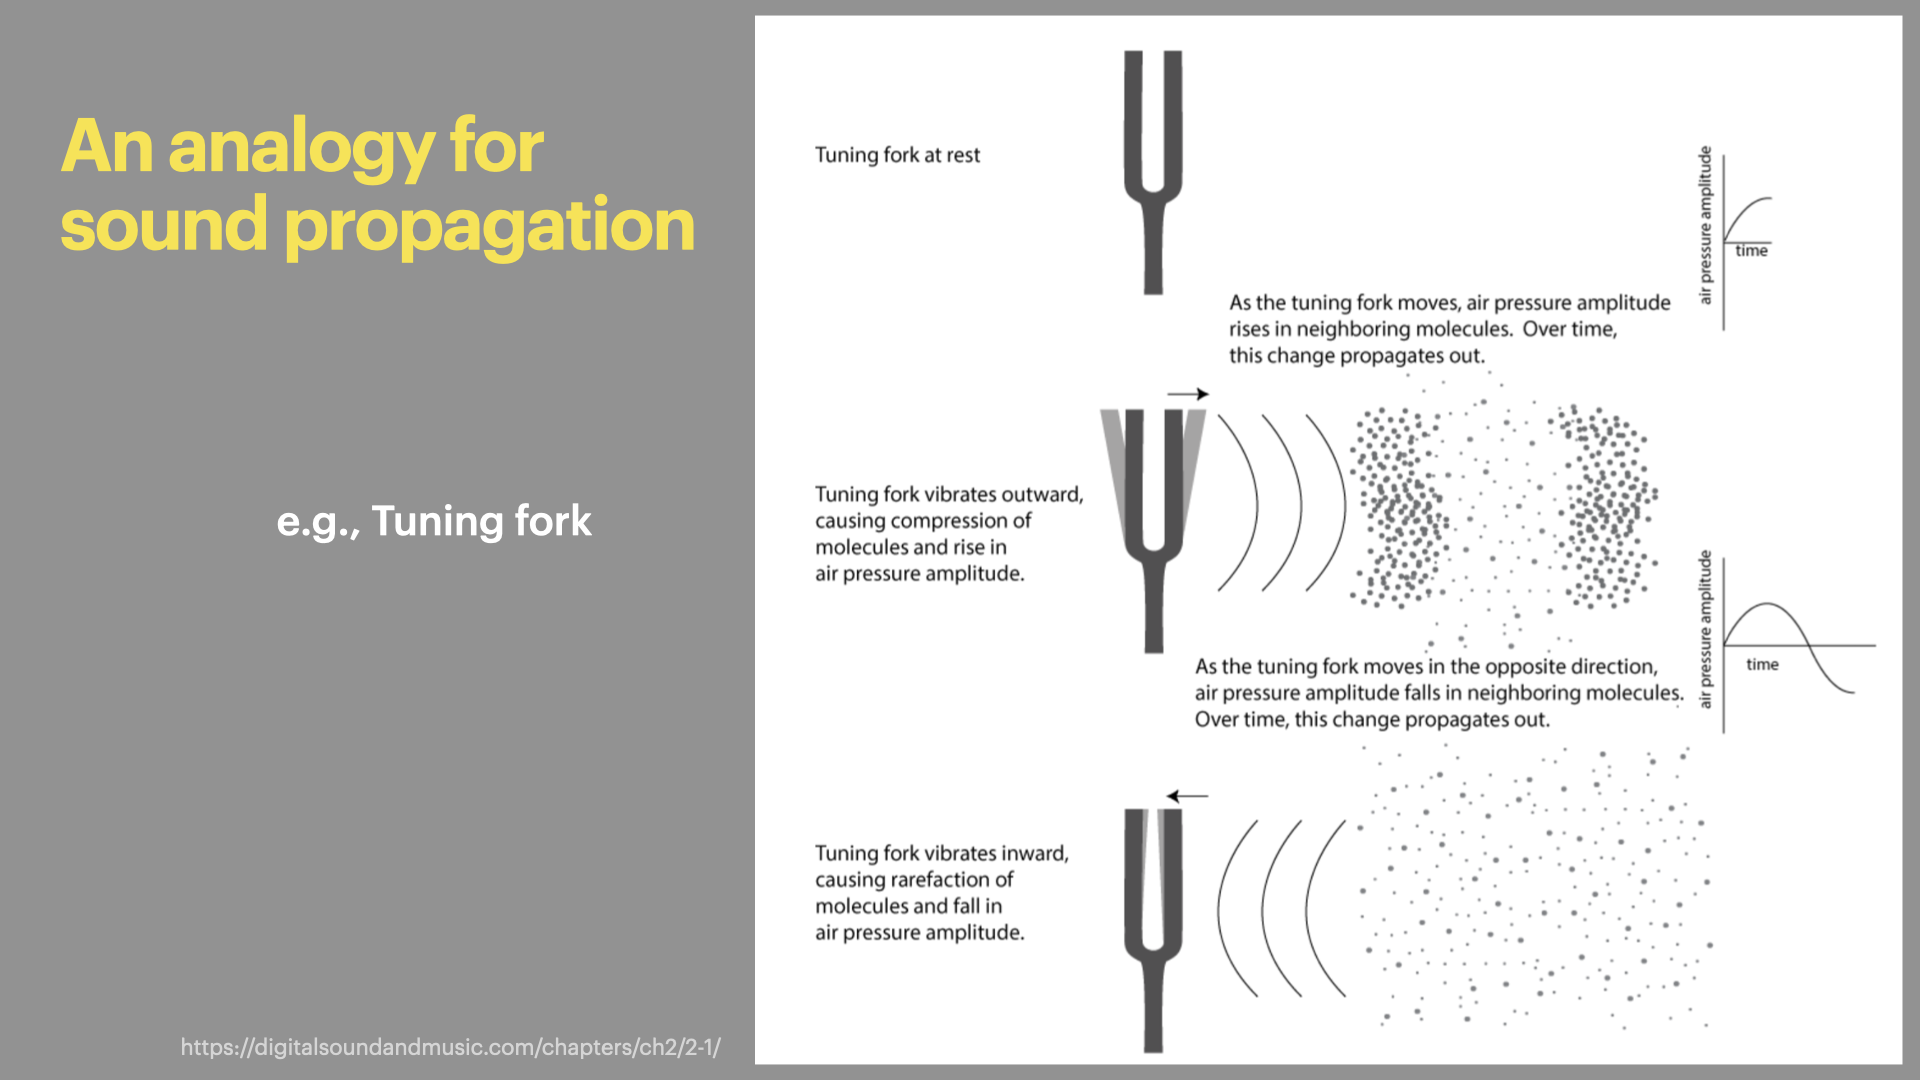 An analogy for
sound propagation
e.g., Tuning fork
https://digitalsoundandmusic.com/chapters/ch2/2-1/
Tuning fork at rest
air pressure amplitude
time
As the tuning fork moves, air pressure amplitude
rises in neighboring molecules.  Over time,
this change propagates out.
Tuning fork vibrates outward,
causing compression of
molecules and rise in
air pressure amplitude.
air pressure amplitude
time
As the tuning fork moves in the opposite direction,
air pressure amplitude falls in neighboring molecules.
Over time, this change propagates out.
Tuning fork vibrates inward,
causing rarefaction of
molecules and fall in
air pressure amplitude.